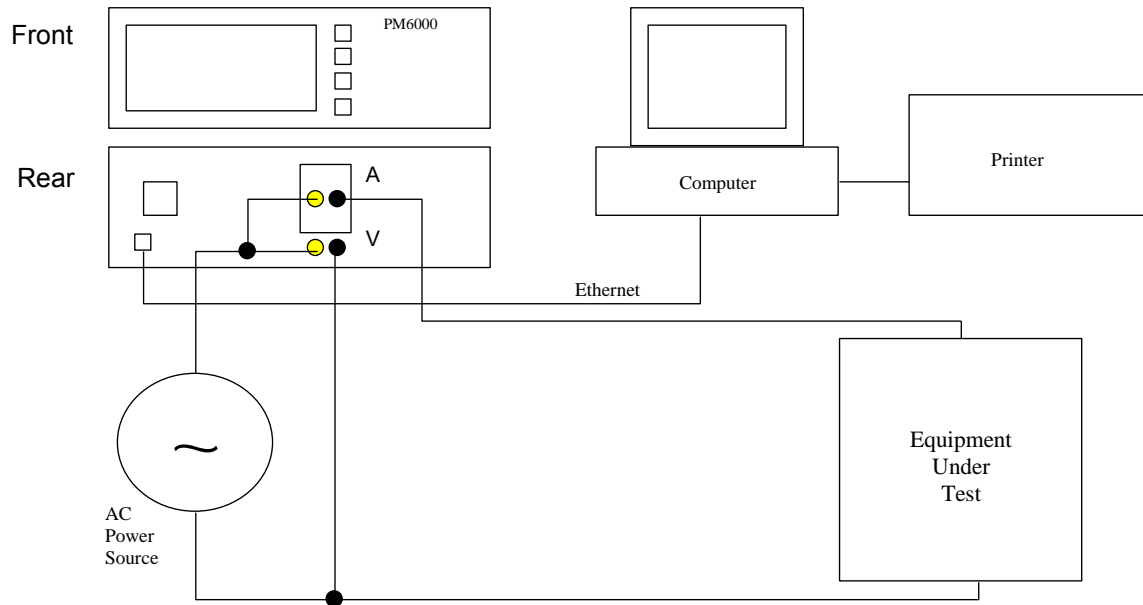 Front
PM6000
Rear
A
V
Computer
Printer
Ethernet
~
Equipment
Under
Test
AC
Power
Source